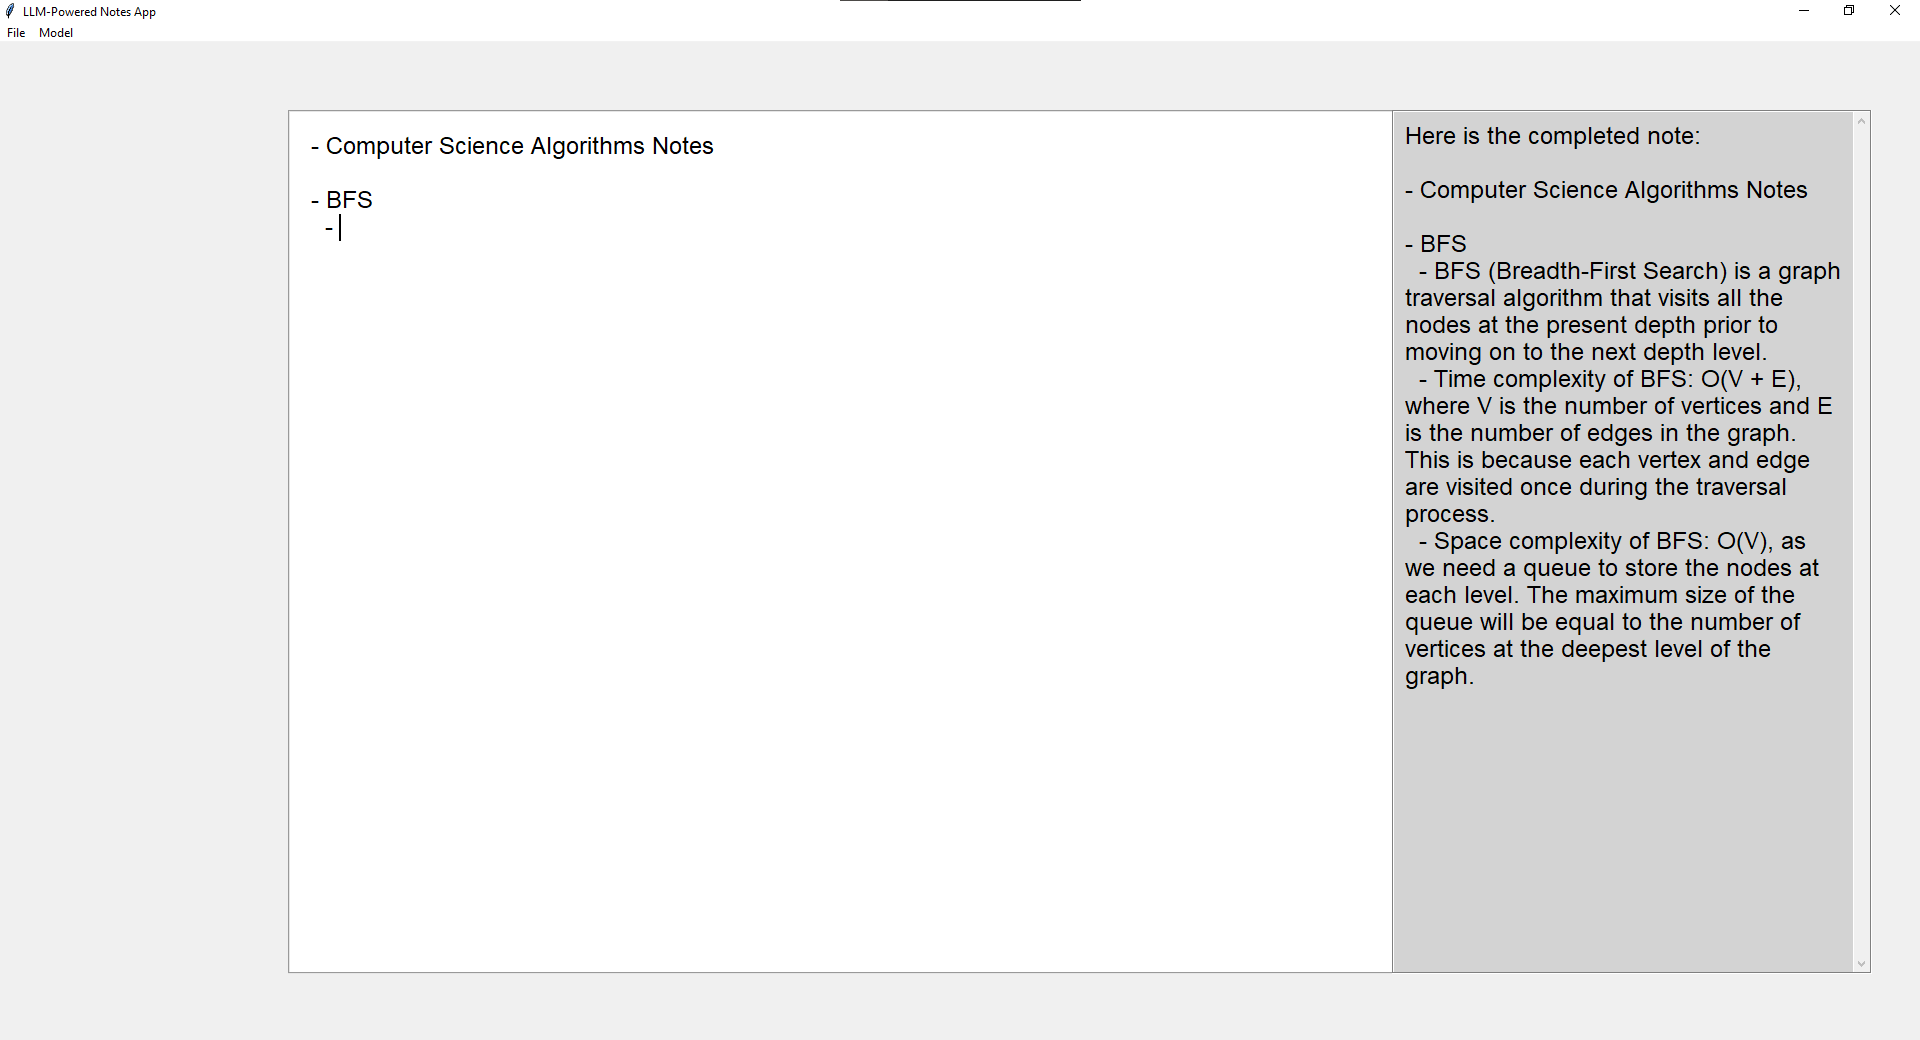 LLM-Powered Notes App
File Model
- Computer Science Algorithms Notes
- BFS
-
Here is the completed note:
- Computer Science Algorithms Notes
- BFS
- BFS (Breadth-First Search) is a graph
traversal algorithm that visits all the
nodes at the present depth prior to
moving on to the next depth level.
- Time complexity of BFS: O(V + E),
where V is the number of vertices and E
is the number of edges in the graph.
This is because each vertex and edge
are visited once during the traversal
process.
- Space complexity of BFS: O(V), as
we need a queue to store the nodes at
each level. The maximum size of the
queue will be equal to the number of
vertices at the deepest level of the
graph.